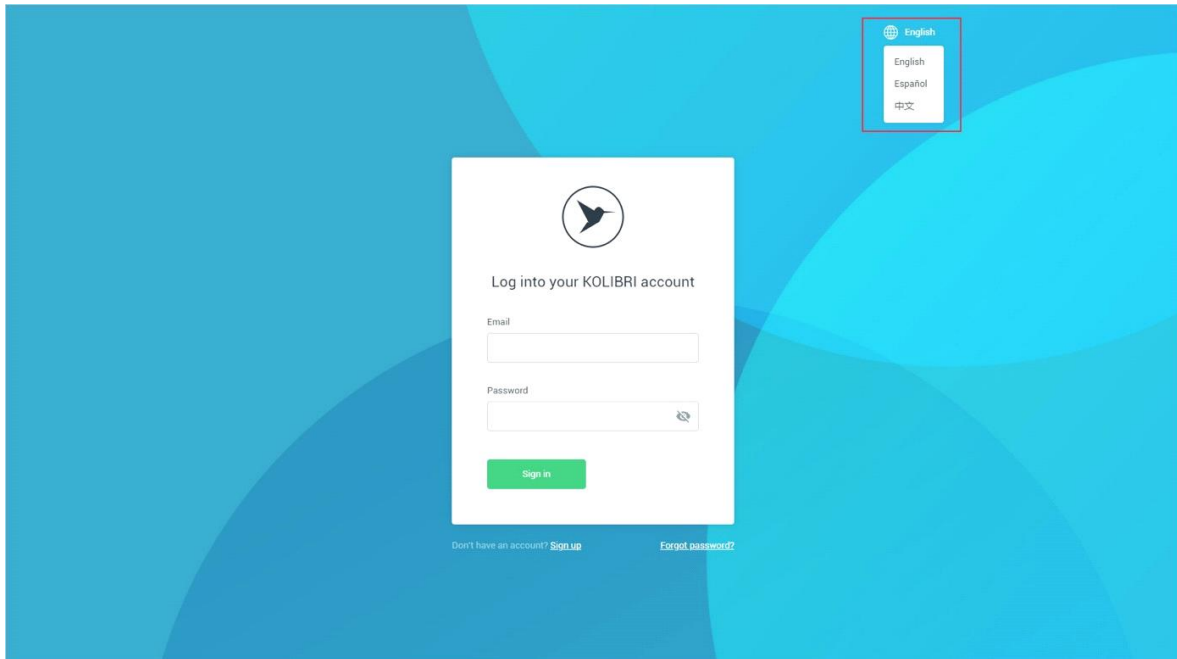 English
English
Español
中文
Log into your KOLIBRI account
Email
Password
Sign in
Don't have an account? Sign up
Forgot password?